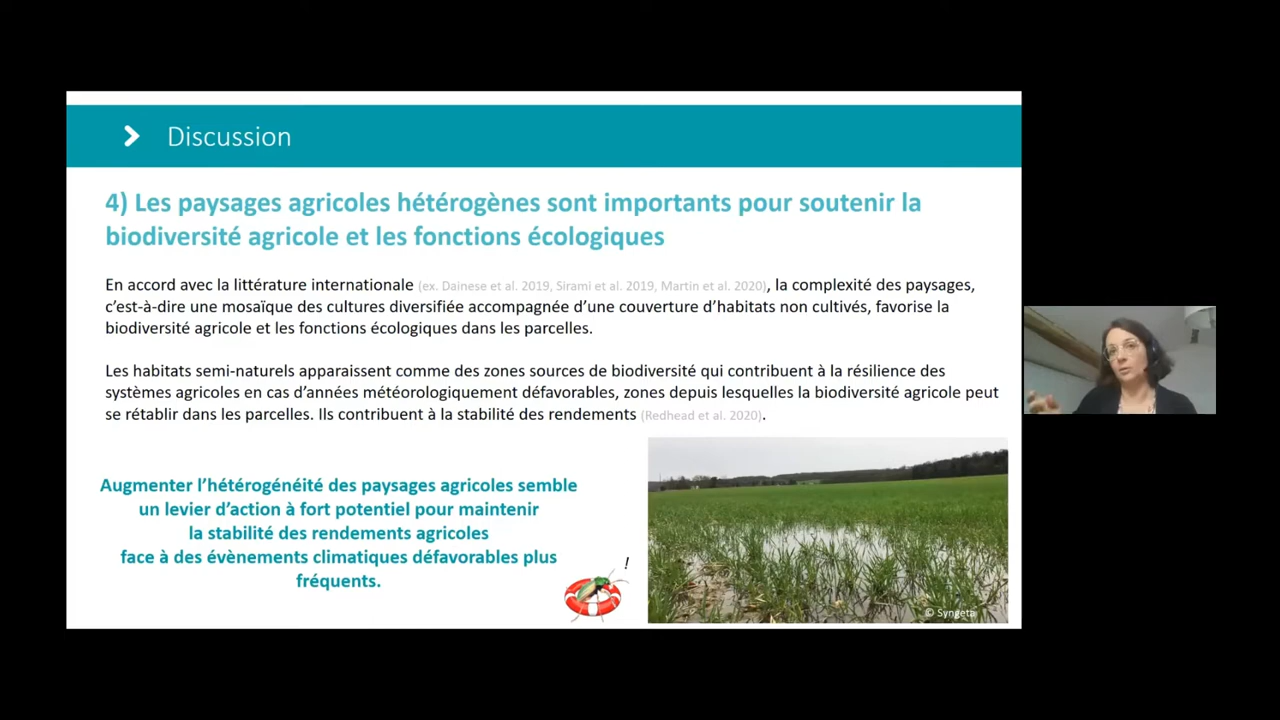 Discussion
4) Les paysages agricoles hétérogènes sont importants pour soutenir la
biodiversité agricole et les fonctions écologiques
En accord avec la littérature internationale (ex. Dainese et al. 2019, Sirami et al. 2019, Martin et al. 2020), la complexité des paysages,
c’est-à-dire une mosaïque des cultures diversifiée accompagnée d’une couverture d’habitats non cultivés, favorise la
biodiversité agricole et les fonctions écologiques dans les parcelles.
Les habitats semi-naturels apparaissent comme des zones sources de biodiversité qui contribuent à la résilience des
systèmes agricoles en cas d’années météorologiquement défavorables, zones depuis lesquelles la biodiversité agricole peut
se rétablir dans les parcelles. Ils contribuent à la stabilité des rendements (Redhead et al. 2020).
Augmenter l’hétérogénéité des paysages agricoles semble
un levier d’action à fort potentiel pour maintenir
la stabilité des rendements agricoles
face à des évènements climatiques défavorables plus
fréquents.
!
© Syngeta